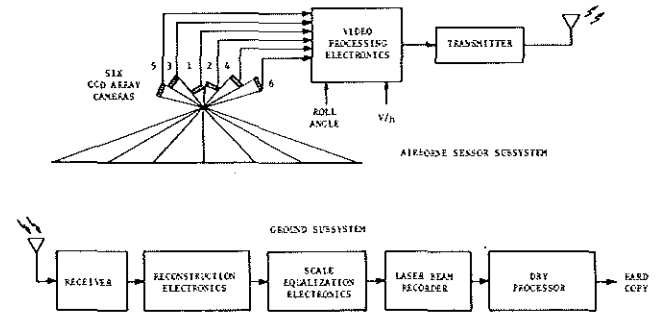 VIDEO
PROCESSING
ELECTRONICS
TRANSMITTER
SIX
CCD ARRAY
CAMERAS
5 3 1 2 4
6
ROLL
ANGLE
V/h
AIRBORNE SENSOR SUBSYSTEM
GROUND SUBSYSTEM
RECEIVER
RECONSTRUCTION
ELECTRONICS
SCALE
EQUALIZATION
ELECTRONICS
LASER BEAM
RECORDER
DRY
PROCESSOR
HARD
COPY